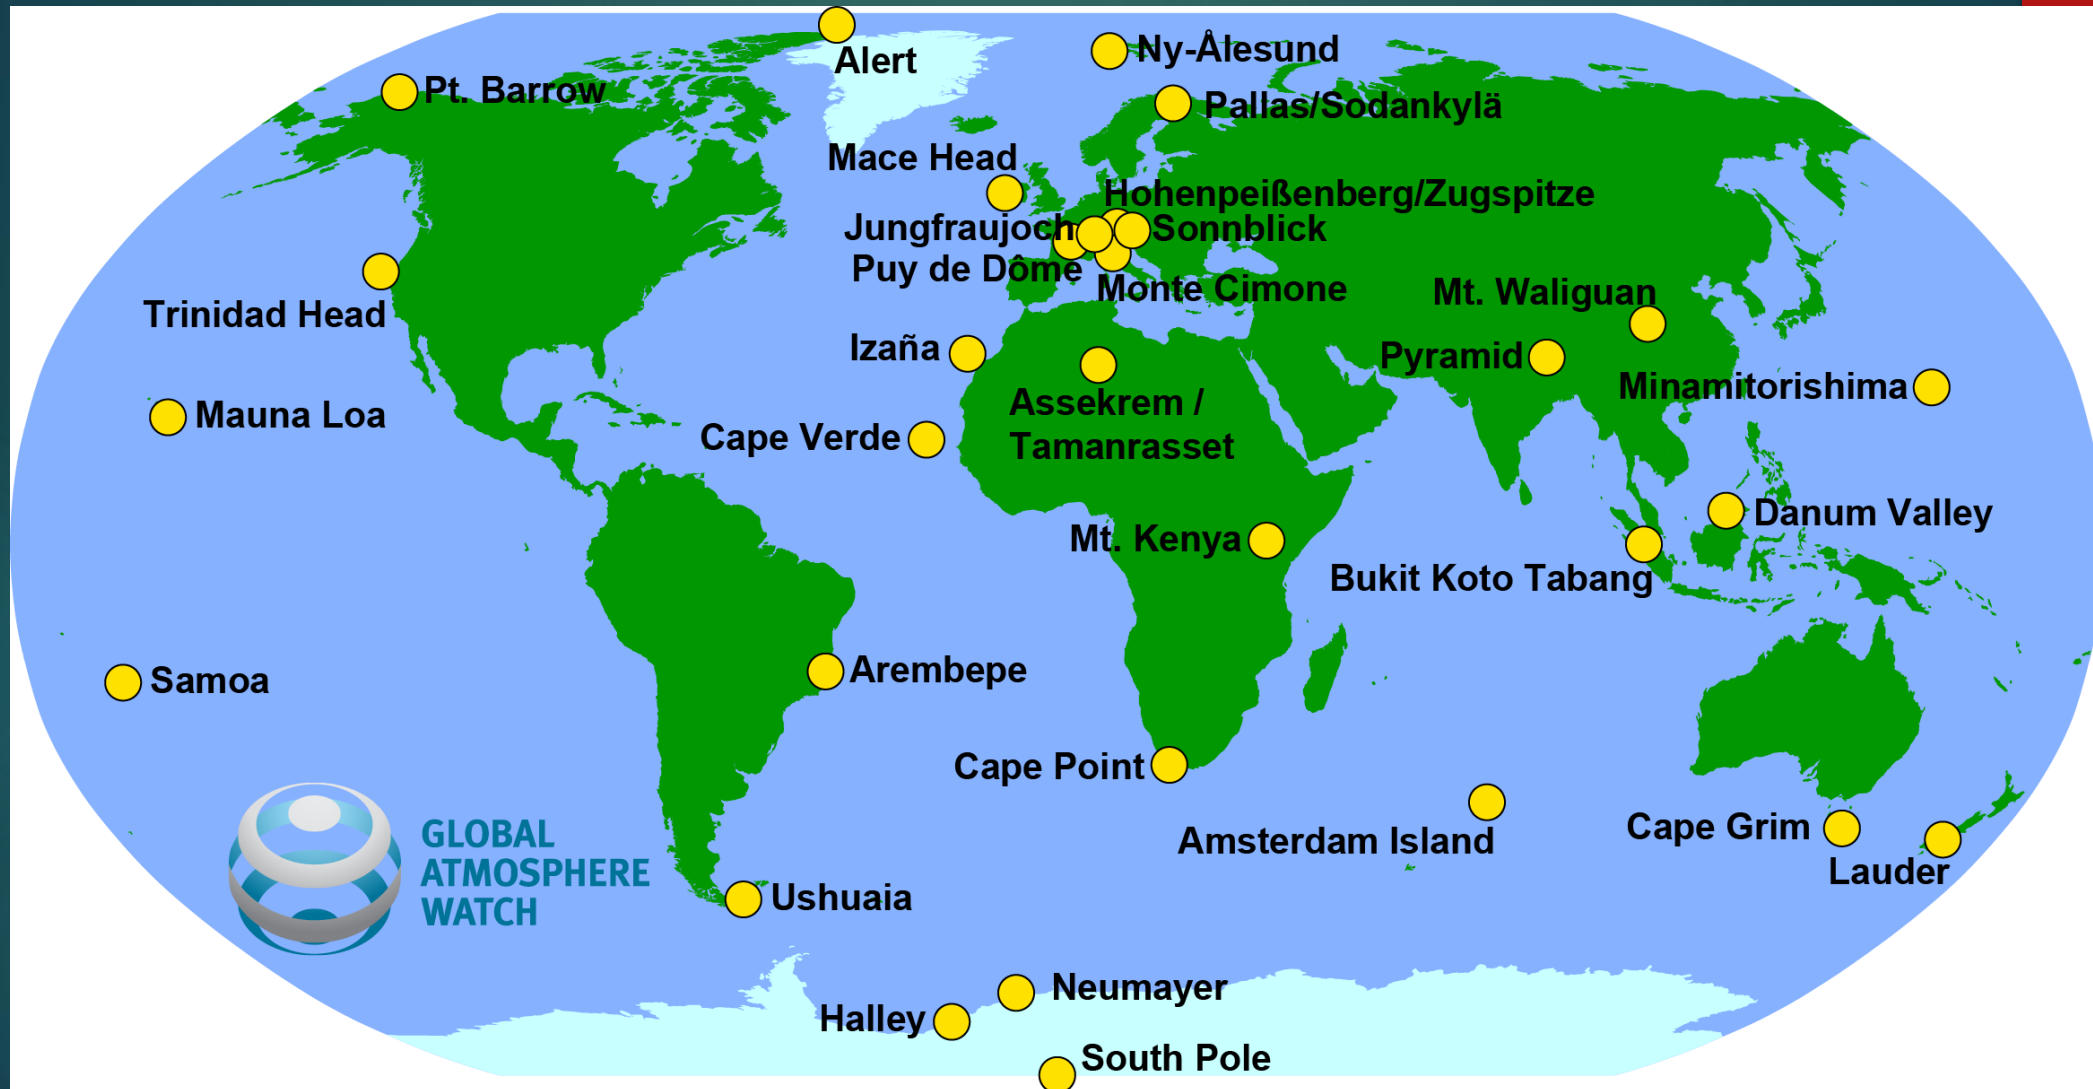 Alert
Ny-Ålesund
Pt. Barrow
Pallas/Sodankylä
Mace Head
Hohenpeißenberg/Zugspitze
Jungfraujoch
Sonnblick
Puy de Dôme
Monte Cimone
Mt. Waliguan
Trinidad Head
Izaña
Pyramid
Minamitorishima
Assekrem /
Tamanrasset
Mauna Loa
Cape Verde
Danum Valley
Mt. Kenya
Bukit Koto Tabang
Samoa
Arembepe
Cape Point
Amsterdam Island
Cape Grim
Lauder
GLOBAL
ATMOSPHERE
WATCH
Ushuaia
Neumayer
Halley
South Pole